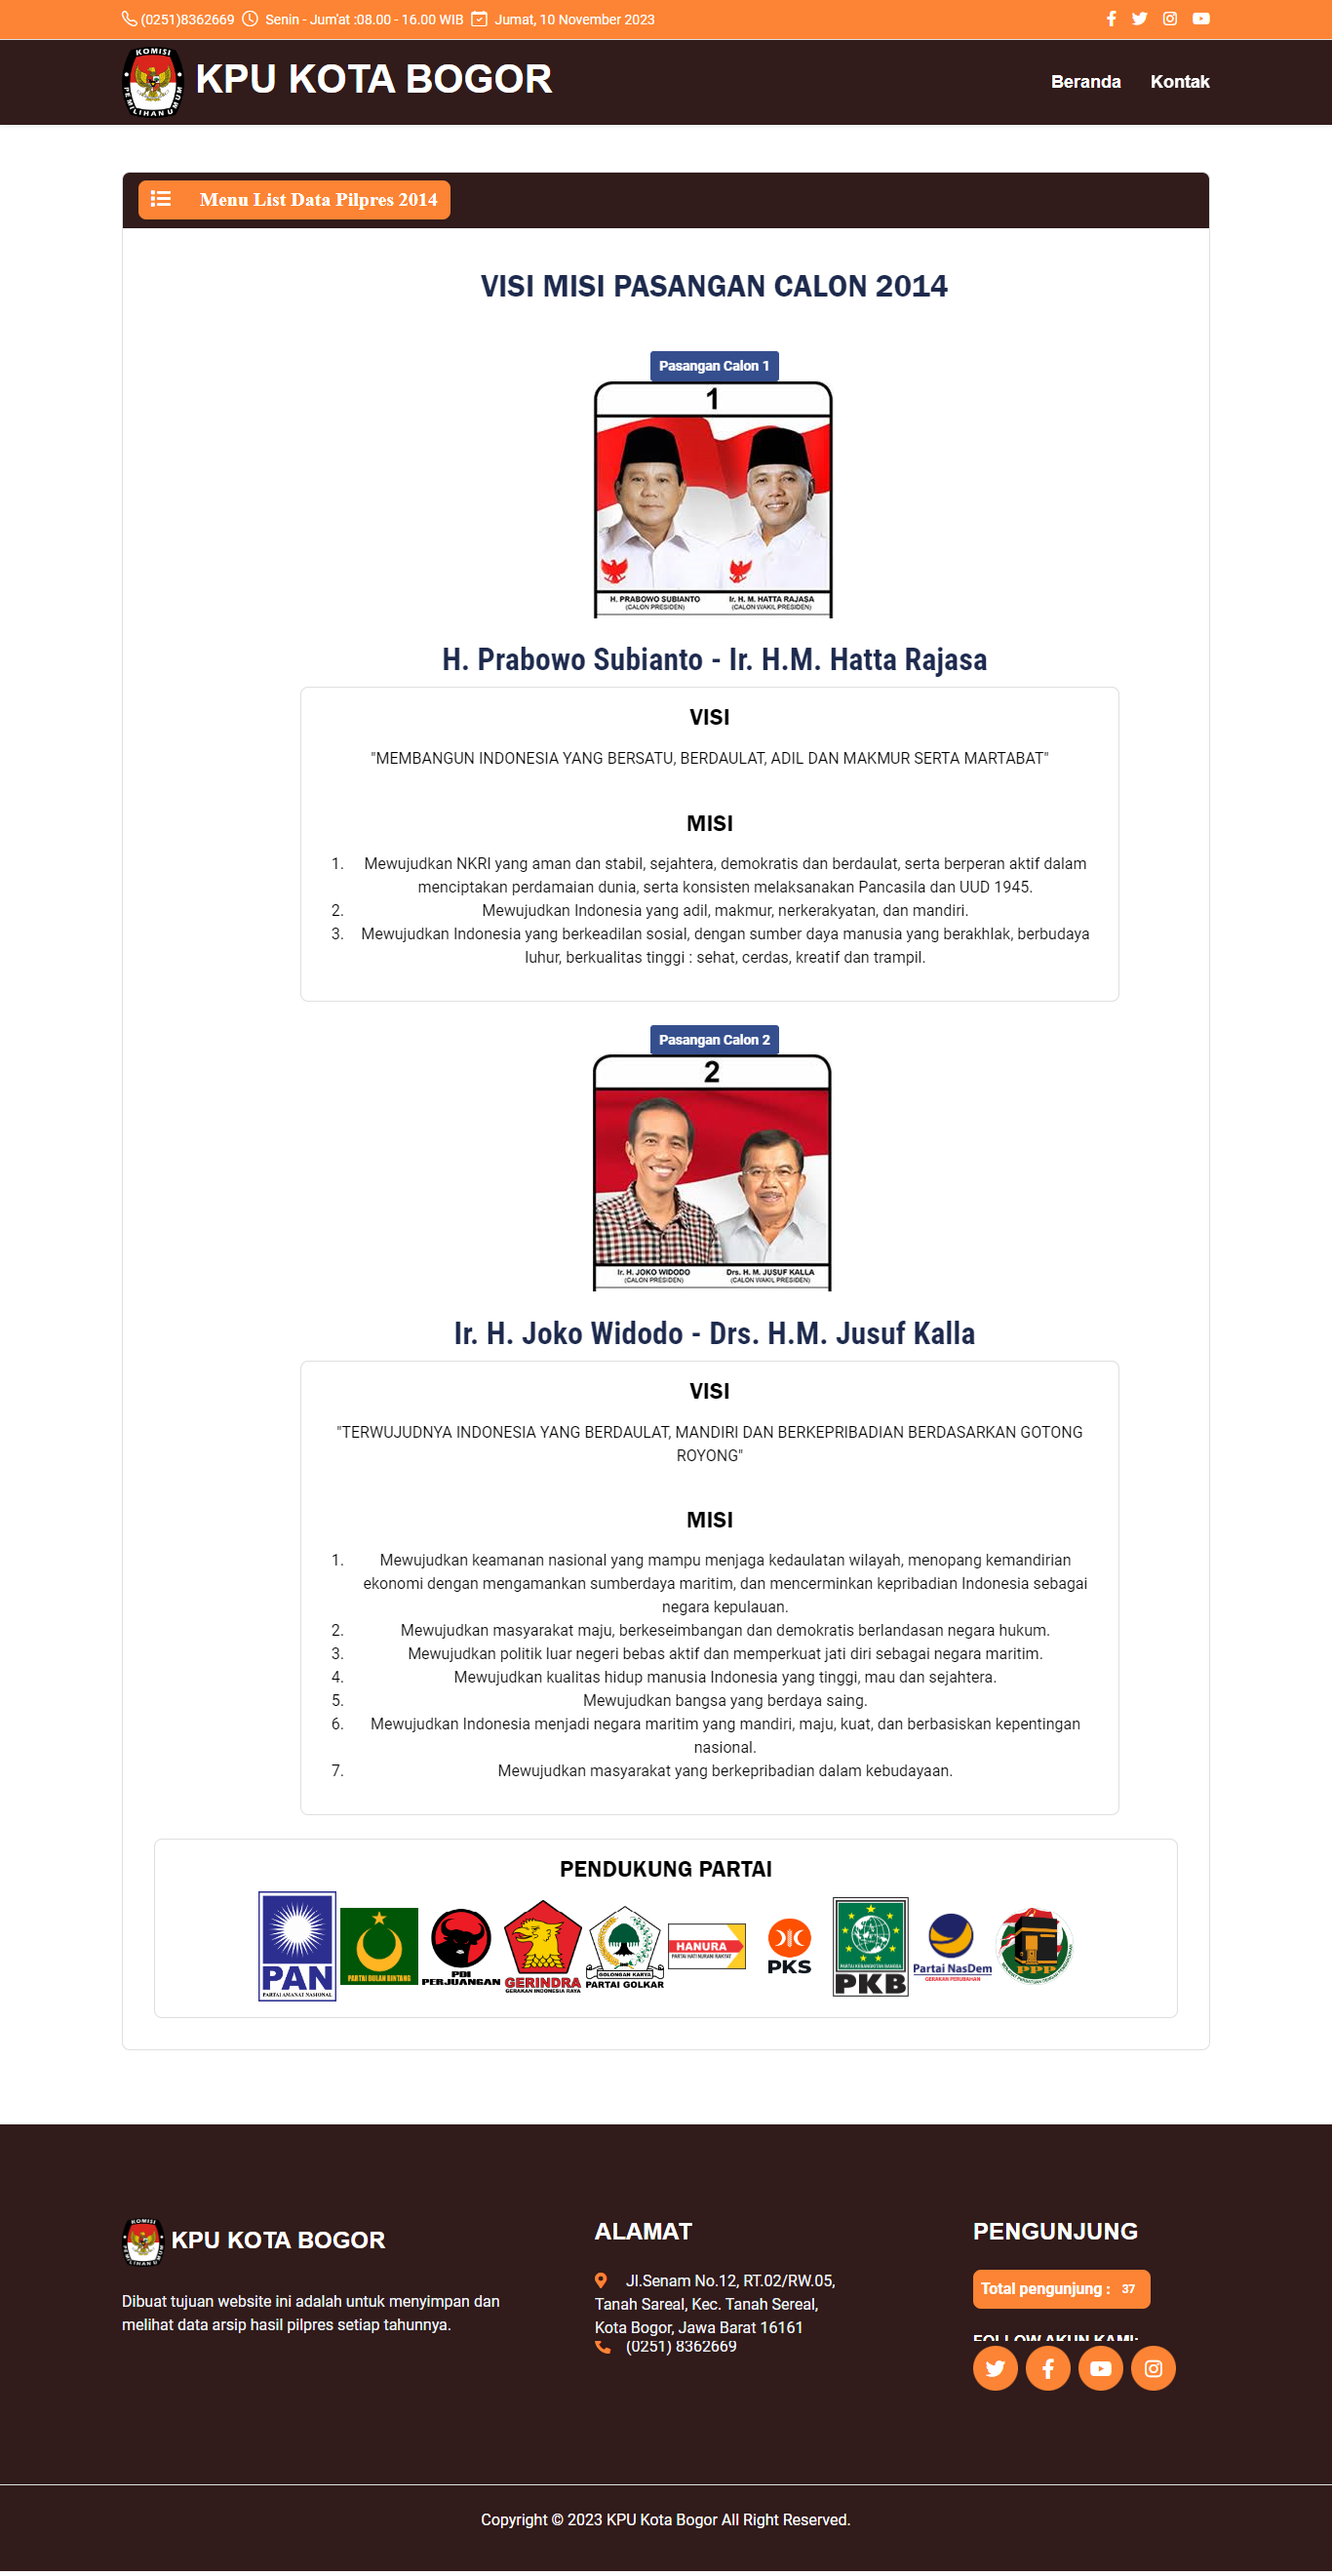 (0251)8362669 Senin - Jum'at :08.00 - 16.00 WIB Jumat, 10 November 2023
KOMISI
PEMILIHAN UMUM
KPU KOTA BOGOR
Beranda Kontak
Menu List Data Pilpres 2014
VISI MISI PASANGAN CALON 2014
Pasangan Calon 1
1
H. PRABOWO SUBIANTO Ir. H. M. HATTA RAJASA
(CALON PRESIDEN) (CALON WAKIL PRESIDEN)
H. Prabowo Subianto - Ir. H.M. Hatta Rajasa
VISI
"MEMBANGUN INDONESIA YANG BERSATU, BERDAULAT, ADIL DAN MAKMUR SERTA MARTABAT"
MISI
1. Mewujudkan NKRI yang aman dan stabil, sejahtera, demokratis dan berdaulat, serta berperan aktif dalam
menciptakan perdamaian dunia, serta konsisten melaksanakan Pancasila dan UUD 1945.
2. Mewujudkan Indonesia yang adil, makmur, nerkerakyatan, dan mandiri.
3. Mewujudkan Indonesia yang berkeadilan sosial, dengan sumber daya manusia yang berakhlak, berbudaya
luhur, berkualitas tinggi : sehat, cerdas, kreatif dan trampil.
Pasangan Calon 2
2
Ir. H. JOKO WIDODO Drs. H. M. JUSUF KALLA
(CALON PRESIDEN) (CALON WAKIL PRESIDEN)
Ir. H. Joko Widodo - Drs. H.M. Jusuf Kalla
VISI
"TERWUJUDNYA INDONESIA YANG BERDAULAT, MANDIRI DAN BERKEPRIBADIAN BERDASARKAN GOTONG
ROYONG"
MISI
1. Mewujudkan keamanan nasional yang mampu menjaga kedaulatan wilayah, menopang kemandirian
ekonomi dengan mengamankan sumberdaya maritim, dan mencerminkan kepribadian Indonesia sebagai
negara kepulauan.
2. Mewujudkan masyarakat maju, berkeseimbangan dan demokratis berlandasan negara hukum.
3. Mewujudkan politik luar negeri bebas aktif dan memperkuat jati diri sebagai negara maritim.
4. Mewujudkan kualitas hidup manusia Indonesia yang tinggi, mau dan sejahtera.
5. Mewujudkan bangsa yang berdaya saing.
6. Mewujudkan Indonesia menjadi negara maritim yang mandiri, maju, kuat, dan berbasiskan kepentingan
nasional.
7. Mewujudkan masyarakat yang berkepribadian dalam kebudayaan.
PENDUKUNG PARTAI
PAN
PARTAI AMANAT NASIONAL
PARTAI BULAN BINTANG
PDI
PERJUANGAN
GERINDRA
GERAKAN INDONESIA RAYA
GOLONGAN KARYA
PARTAI GOLKAR
HANURA
PARTAI HATI NURANI RAKYAT
PKS
PARTAI KEBANGKITAN BANGSA
PKB
Partai NasDem
GERAKAN PERUBAHAN
PPP
KOMISI
PEMILIHAN UMUM
KPU KOTA BOGOR
Dibuat tujuan website ini adalah untuk menyimpan dan
melihat data arsip hasil pilpres setiap tahunnya.
ALAMAT
Jl.Senam No.12, RT.02/RW.05,
Tanah Sareal, Kec. Tanah Sereal,
Kota Bogor, Jawa Barat 16161
(0251) 8362669
PENGUNJUNG
Total pengunjung : 37
FOLLOW AKUN KAMI:
Copyright © 2023 KPU Kota Bogor All Right Reserved.